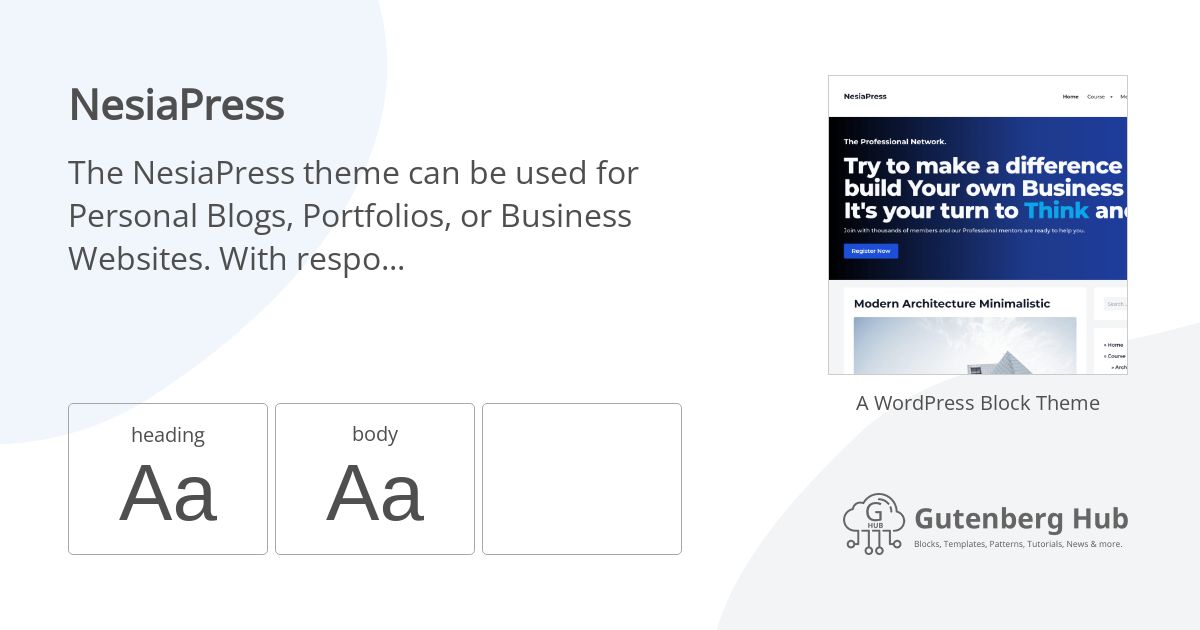 NesiaPress
The NesiaPress theme can be used for
Personal Blogs, Portfolios, or Business
Websites. With respo...
heading
Aa
body
Aa
NesiaPress
Home Course
The Professional Network.
Try to make a difference
build Your own Business
It's your turn to Think
Join with thousands of members and our Professional mentors are ready to help you.
Register Now
Modern Architecture Minimalistic
Search ...
» Home
» Course
A WordPress Block Theme
G
HUB
Gutenberg Hub
Blocks, Templates, Patterns, Tutorials, News & more.